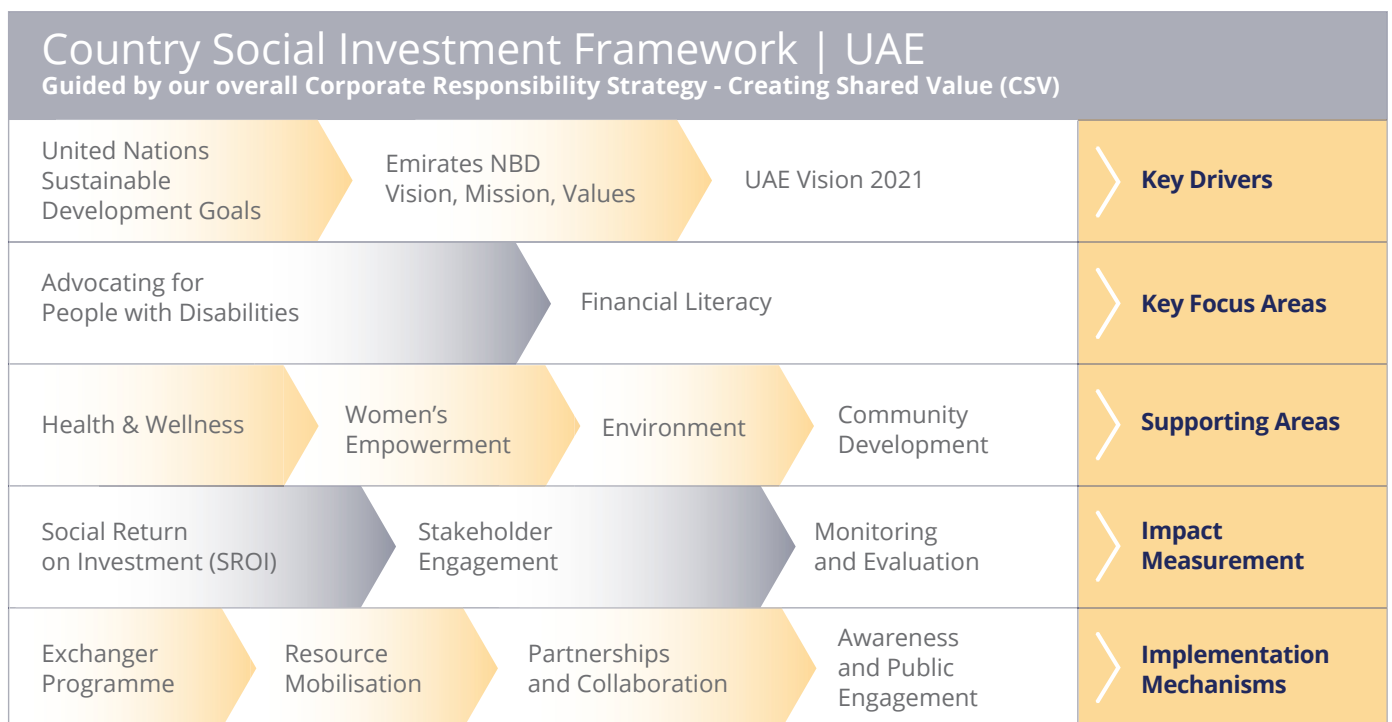 Country Social Investment Framework | UAE
Guided by our overall Corporate Responsibility Strategy - Creating Shared Value (CSV)
United Nations
Sustainable
Development Goals
Emirates NBD
Vision, Mission, Values
UAE Vision 2021
Key Drivers
Advocating for
People with Disabilities
Financial Literacy
Key Focus Areas
Health & Wellness
Women’s
Empowerment
Environment
Community
Development
Supporting Areas
Social Return
on Investment (SROI)
Stakeholder
Engagement
Monitoring
and Evaluation
Impact
Measurement
Exchanger
Programme
Resource
Mobilisation
Partnerships
and Collaboration
Awareness
and Public
Engagement
Implementation
Mechanisms